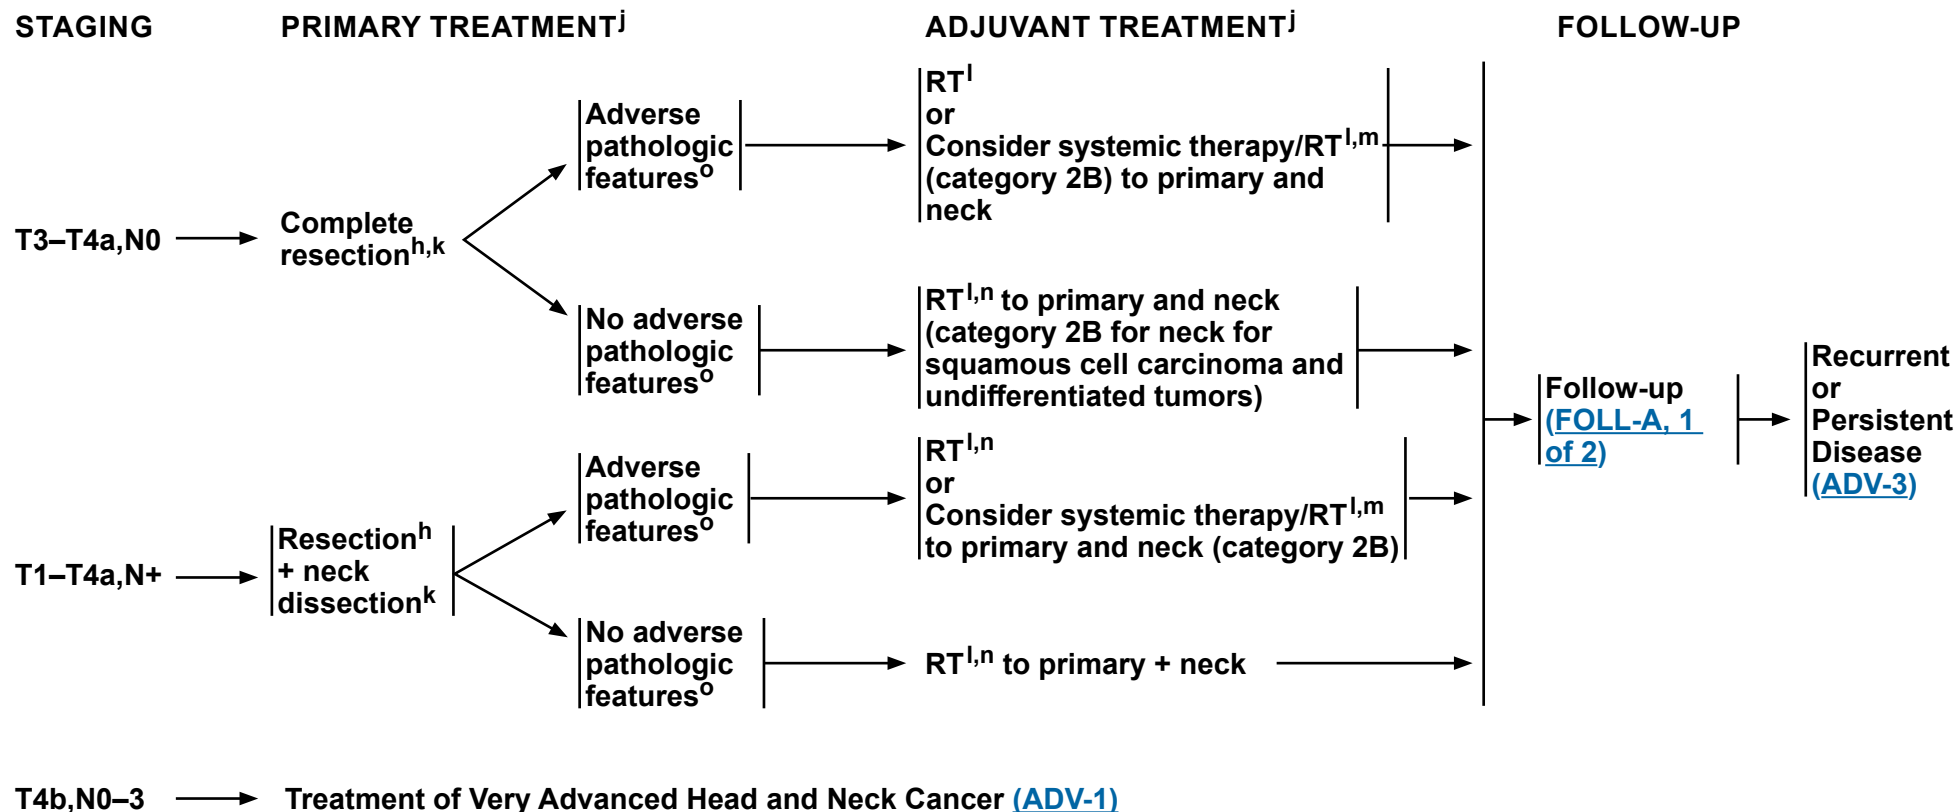 STAGING PRIMARY TREATMENTj ADJUVANT TREATMENTj FOLLOW-UP
T3–T4a,N0
Complete
resectionh,k
Adverse
pathologic
featureso
RTl
or
Consider systemic therapy/RTl,m
(category 2B) to primary and
neck
No adverse
pathologic
featureso
RTl,n to primary and neck
(category 2B for neck for
squamous cell carcinoma and
undifferentiated tumors)
T1–T4a,N+
Resectionh
+ neck
dissectionk
Adverse
pathologic
featureso
RTl,n
or
Consider systemic therapy/RTl,m
to primary and neck (category 2B)
No adverse
pathologic
featureso
RTl,n to primary + neck
Follow-up
(FOLL-A, 1
of 2)
Recurrent
or
Persistent
Disease
(ADV-3)
T4b,N0–3 Treatment of Very Advanced Head and Neck Cancer (ADV-1)